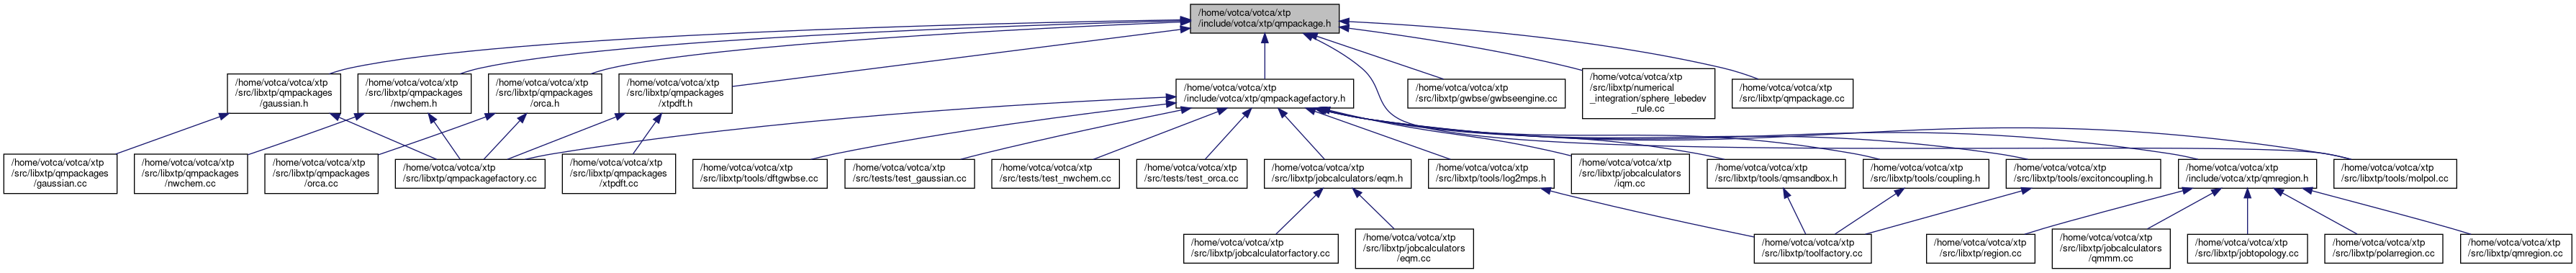 /home/votca/votca/xtp
/include/votca/xtp/qmpackage.h
/home/votca/votca/xtp
/src/libxtp/qmpackages
/gaussian.h
/home/votca/votca/xtp
/src/libxtp/qmpackages
/nwchem.h
/home/votca/votca/xtp
/src/libxtp/qmpackages
/orca.h
/home/votca/votca/xtp
/src/libxtp/qmpackages
/xtpdft.h
/home/votca/votca/xtp
/include/votca/xtp/qmpackagefactory.h
/home/votca/votca/xtp
/src/libxtp/gwbse/gwbseengine.cc
/home/votca/votca/xtp
/src/libxtp/numerical
_integration/sphere_lebedev
_rule.cc
/home/votca/votca/xtp
/src/libxtp/qmpackage.cc
/home/votca/votca/xtp
/src/libxtp/qmpackages
/gaussian.cc
/home/votca/votca/xtp
/src/libxtp/qmpackages
/nwchem.cc
/home/votca/votca/xtp
/src/libxtp/qmpackages
/orca.cc
/home/votca/votca/xtp
/src/libxtp/qmpackagefactory.cc
/home/votca/votca/xtp
/src/libxtp/qmpackages
/xtpdft.cc
/home/votca/votca/xtp
/src/libxtp/tools/dftgwbse.cc
/home/votca/votca/xtp
/src/tests/test_gaussian.cc
/home/votca/votca/xtp
/src/tests/test_nwchem.cc
/home/votca/votca/xtp
/src/tests/test_orca.cc
/home/votca/votca/xtp
/src/libxtp/jobcalculators/eqm.h
/home/votca/votca/xtp
/src/libxtp/tools/log2mps.h
/home/votca/votca/xtp
/src/libxtp/jobcalculators
/iqm.cc
/home/votca/votca/xtp
/src/libxtp/tools/qmsandbox.h
/home/votca/votca/xtp
/src/libxtp/tools/coupling.h
/home/votca/votca/xtp
/src/libxtp/tools/excitoncoupling.h
/home/votca/votca/xtp
/include/votca/xtp/qmregion.h
/home/votca/votca/xtp
/src/libxtp/tools/molpol.cc
/home/votca/votca/xtp
/src/libxtp/jobcalculatorfactory.cc
/home/votca/votca/xtp
/src/libxtp/jobcalculators
/eqm.cc
/home/votca/votca/xtp
/src/libxtp/toolfactory.cc
/home/votca/votca/xtp
/src/libxtp/region.cc
/home/votca/votca/xtp
/src/libxtp/jobcalculators
/qmmm.cc
/home/votca/votca/xtp
/src/libxtp/jobtopology.cc
/home/votca/votca/xtp
/src/libxtp/polarregion.cc
/home/votca/votca/xtp
/src/libxtp/qmregion.cc